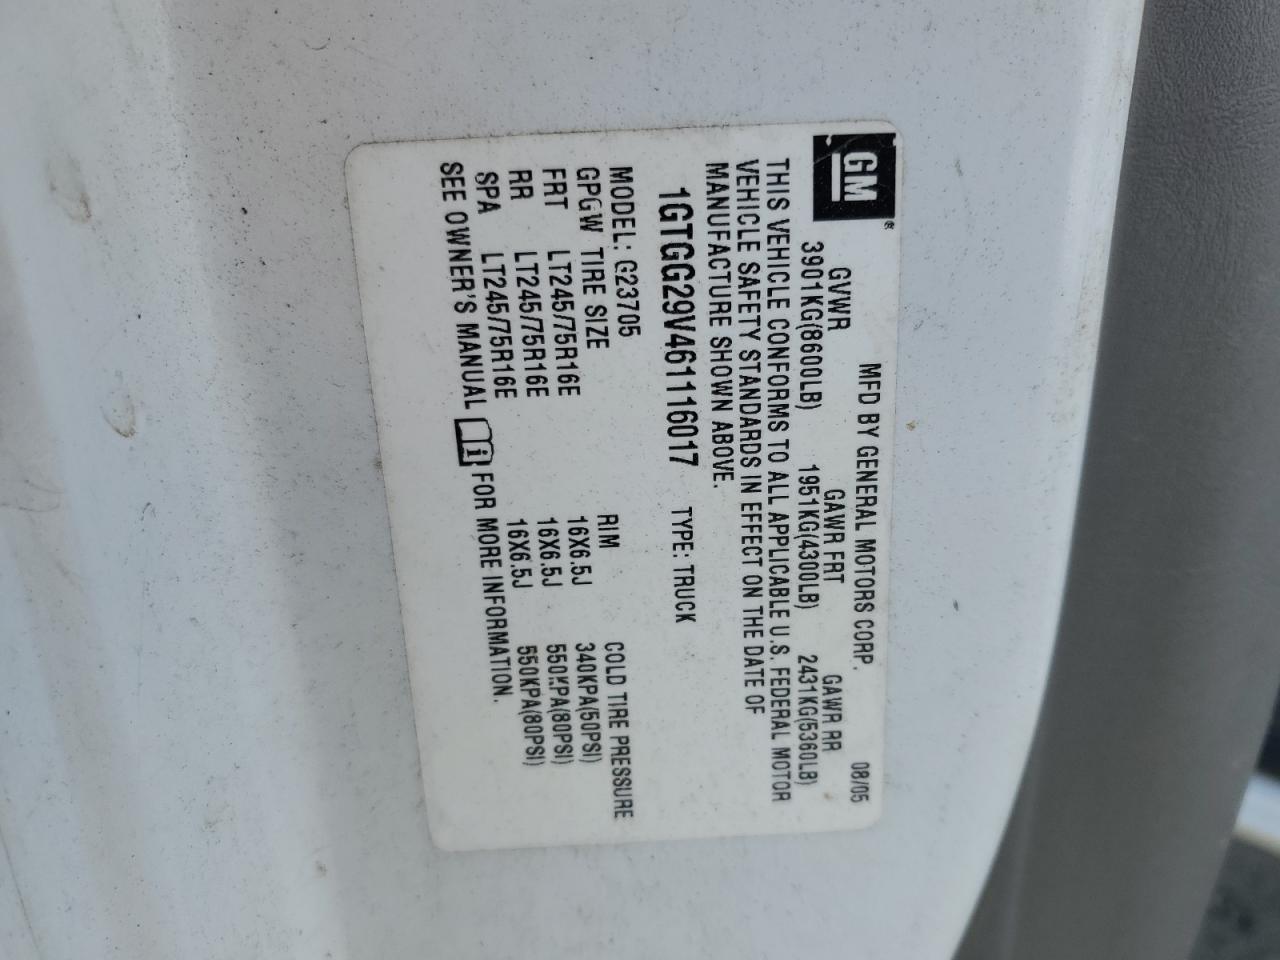 GM®
MFD BY GENERAL MOTORS CORP. 08/05
GVWR GAWR FRT GAWR RR
3901KG(8600LB) 1951KG(4300LB) 2431KG(5360LB)
THIS VEHICLE CONFORMS TO ALL APPLICABLE U.S. FEDERAL MOTOR
VEHICLE SAFETY STANDARDS IN EFFECT ON THE DATE OF
MANUFACTURE SHOWN ABOVE.
1GTGG29V461116017 TYPE: TRUCK
MODEL: G23705
GPGW TIRE SIZE RIM COLD TIRE PRESSURE
FRT LT245/75R16E 16X6.5J 340KPA(50PSI)
RR LT245/75R16E 16X6.5J 550KPA(80PSI)
SPA LT245/75R16E 16X6.5J 550KPA(80PSI)
SEE OWNER'S MANUAL i FOR MORE INFORMATION.